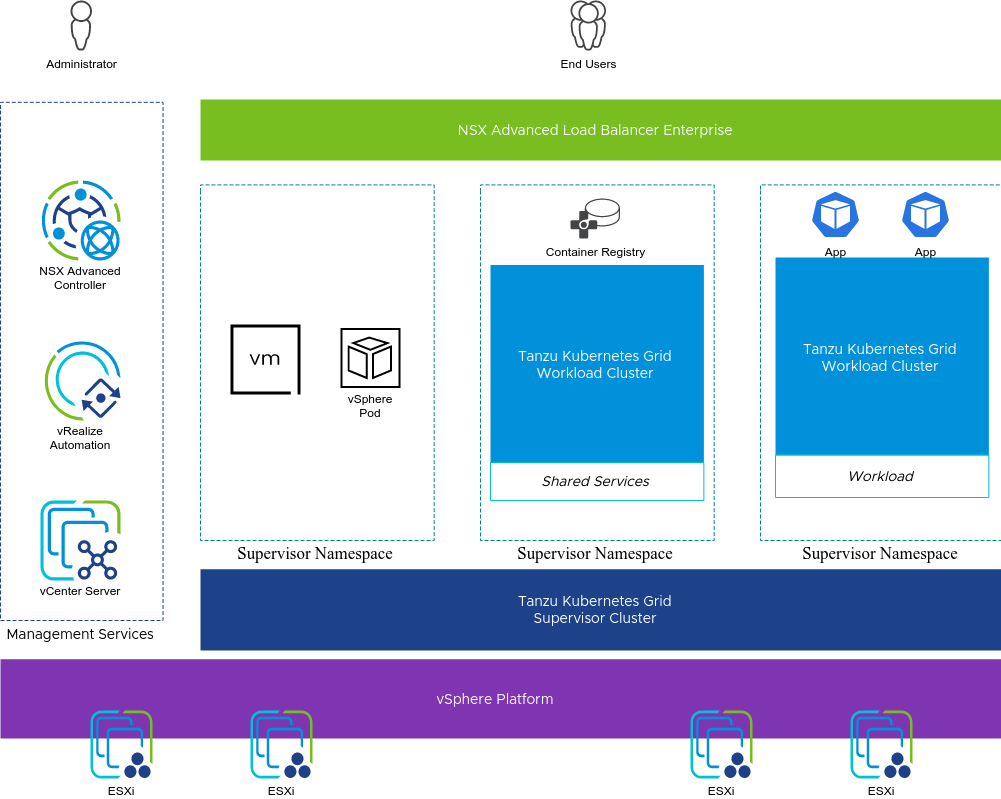 Administrator
End Users
NSX Advanced Load Balancer Enterprise
NSX Advanced
Controller
vRealize
Automation
vCenter Server
Management Services
vm
vSphere
Pod
Supervisor Namespace
Container Registry
Tanzu Kubernetes Grid
Workload Cluster
Shared Services
Supervisor Namespace
App
App
Tanzu Kubernetes Grid
Workload Cluster
Workload
Supervisor Namespace
Tanzu Kubernetes Grid
Supervisor Cluster
vSphere Platform
ESXi
ESXi
ESXi
ESXi